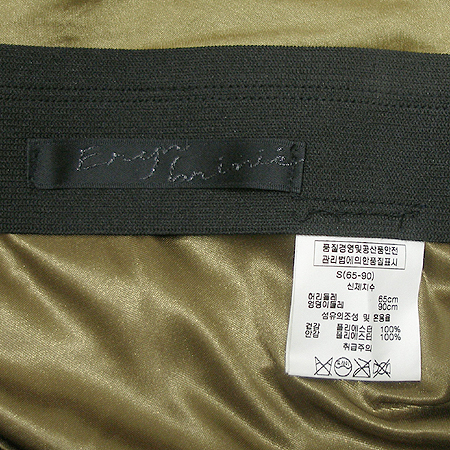 Eryn
brinié
품질경영및공산품안전
관리법에의한품질표시
S(65-90)
신체치수
허리둘레 65cm
엉덩이둘레 90cm
섬유의조성 및 혼용율
겉감 폴리에스터 100%
안감 폴리에스터 100%
취급주의